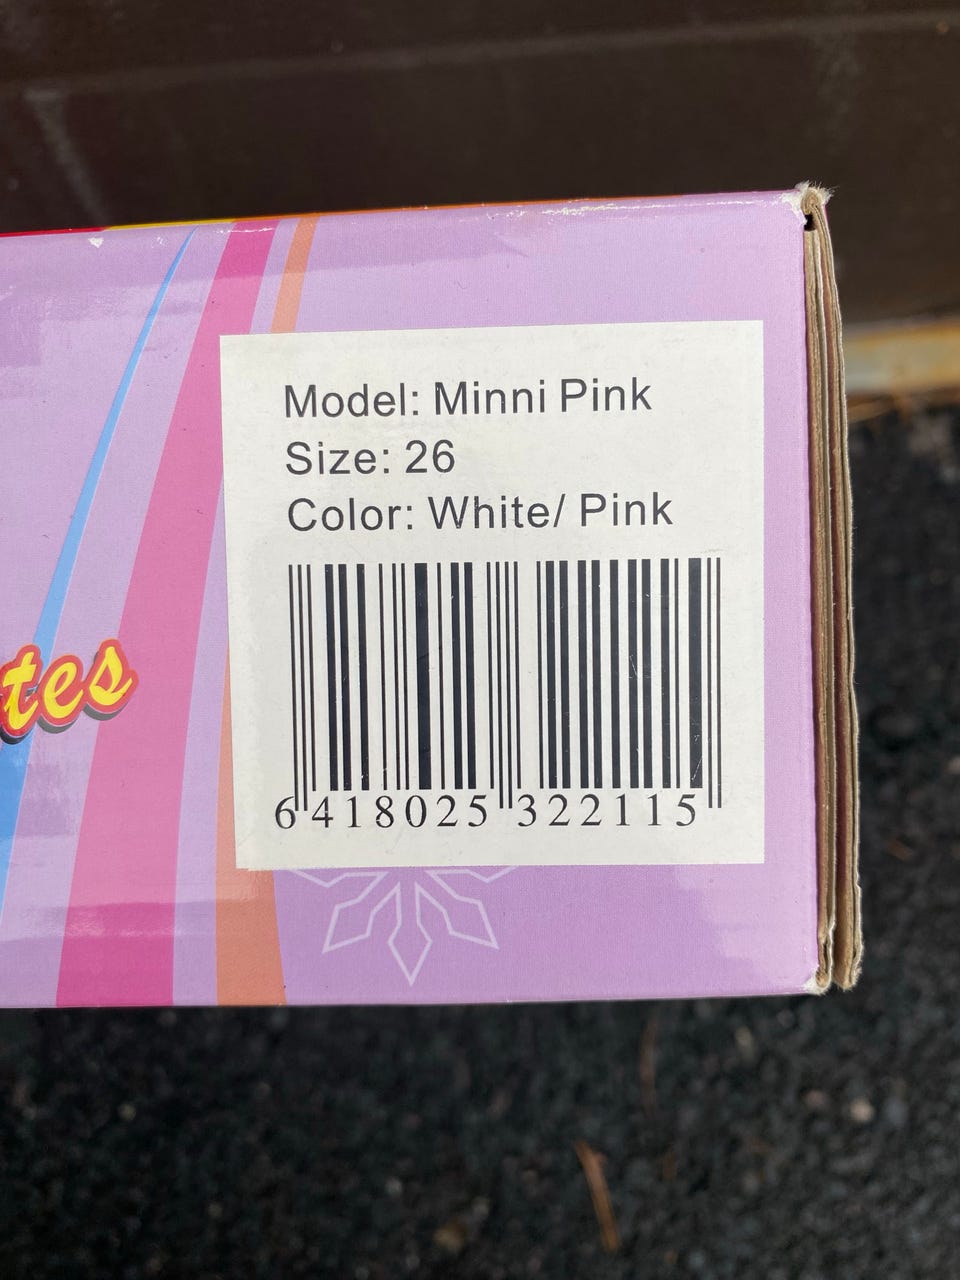 Model: Minni Pink
Size: 26
Color: White/ Pink
tes
6 418025 322115